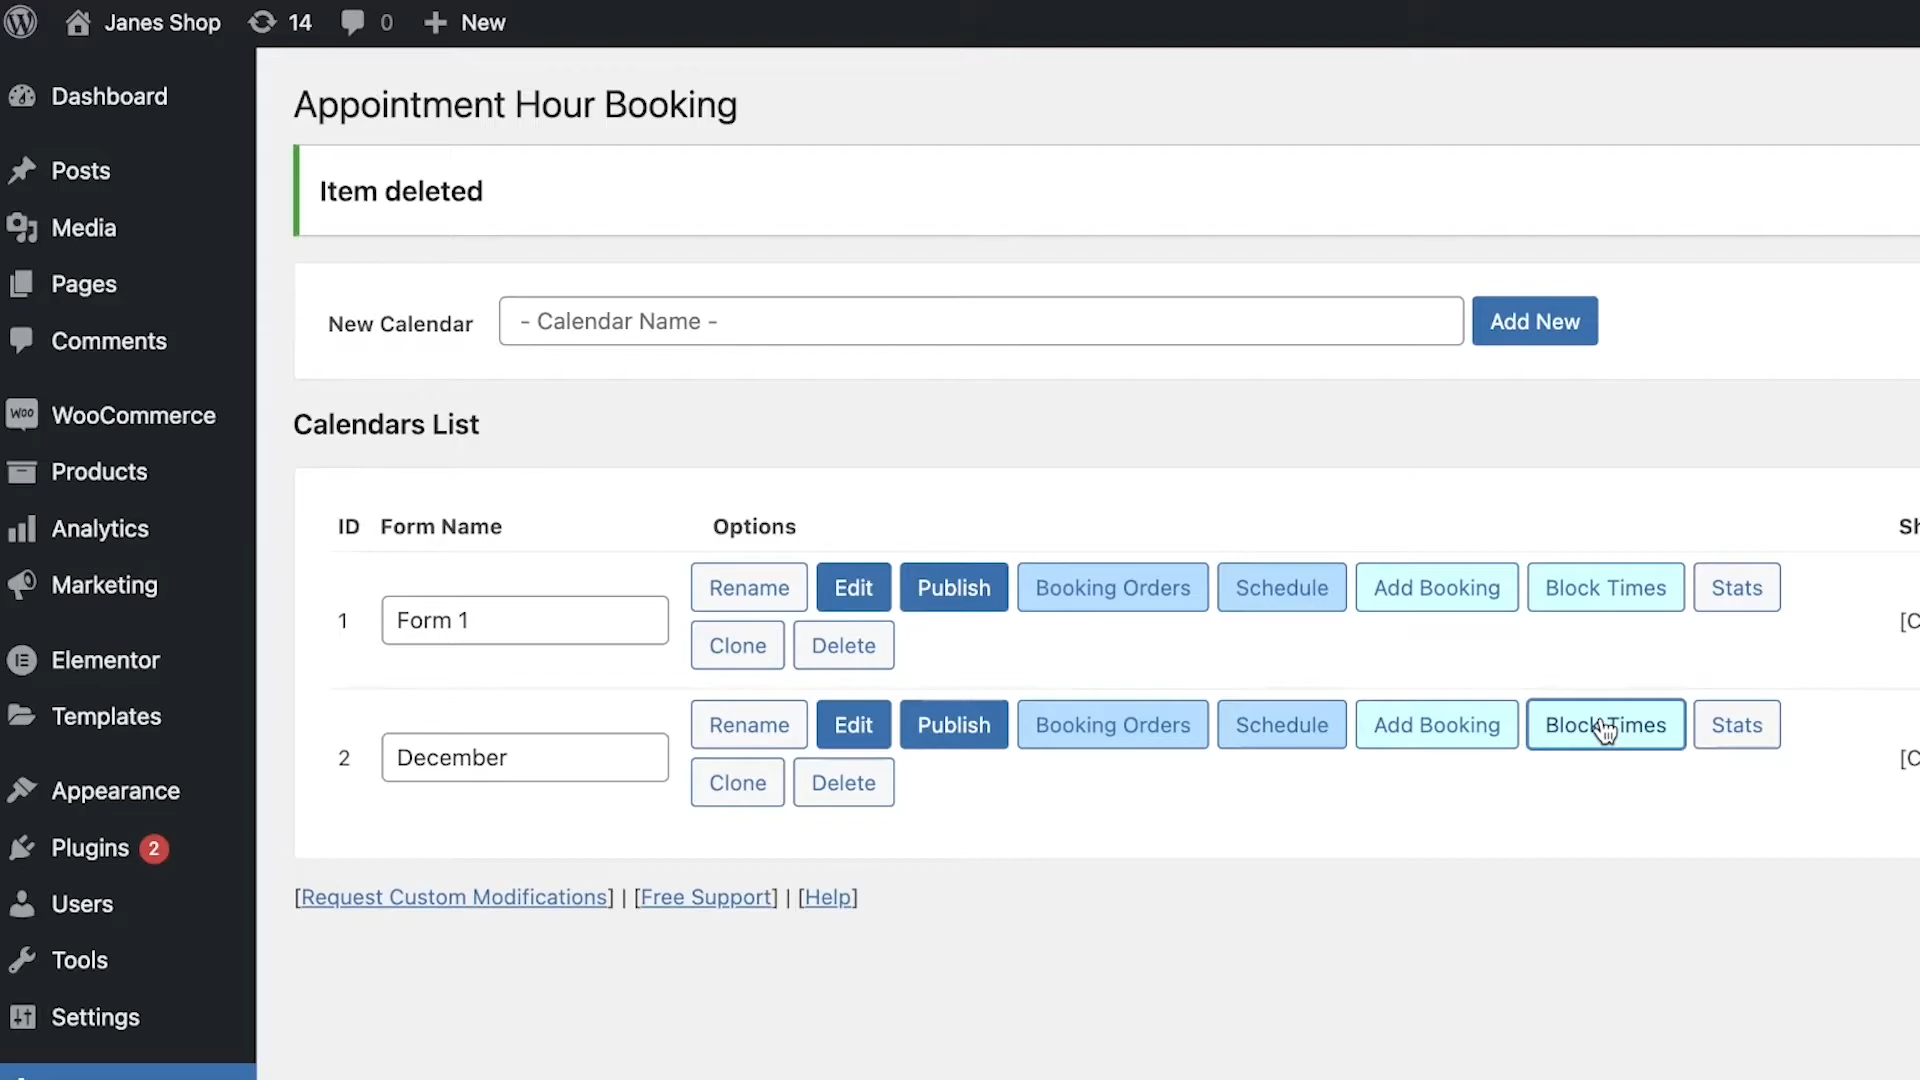 Janes Shop 14 0 New
Dashboard
Posts
Media
Pages
Comments
WOO WooCommerce
Products
Analytics
Marketing
Elementor
Templates
Appearance
Plugins 2
Users
Tools
Settings
Appointment Hour Booking
Item deleted
New Calendar - Calendar Name - Add New
Calendars List
ID Form Name Options Sh
Rename Edit Publish Booking Orders Schedule Add Booking Block Times Stats
1 Form 1 [C
Clone Delete
Rename Edit Publish Booking Orders Schedule Add Booking Block Times Stats
2 December [C
Clone Delete
[Request Custom Modifications] | [Free Support] | [Help]